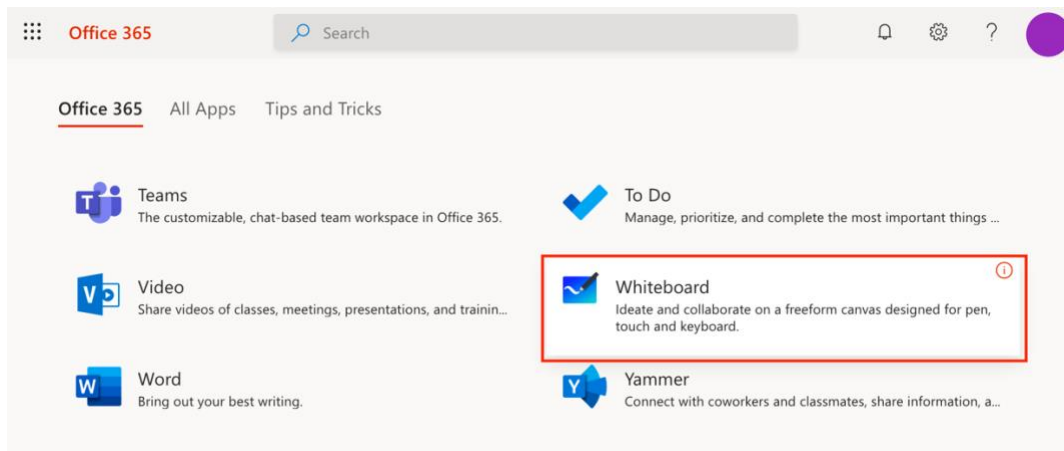 Office 365
Search
?
Office 365 All Apps Tips and Tricks
Teams
The customizable, chat-based team workspace in Office 365.
To Do
Manage, prioritize, and complete the most important things ...
Video
Share videos of classes, meetings, presentations, and trainin...
Whiteboard
Ideate and collaborate on a freeform canvas designed for pen,
touch and keyboard.
Word
Bring out your best writing.
Yammer
Connect with coworkers and classmates, share information, a...